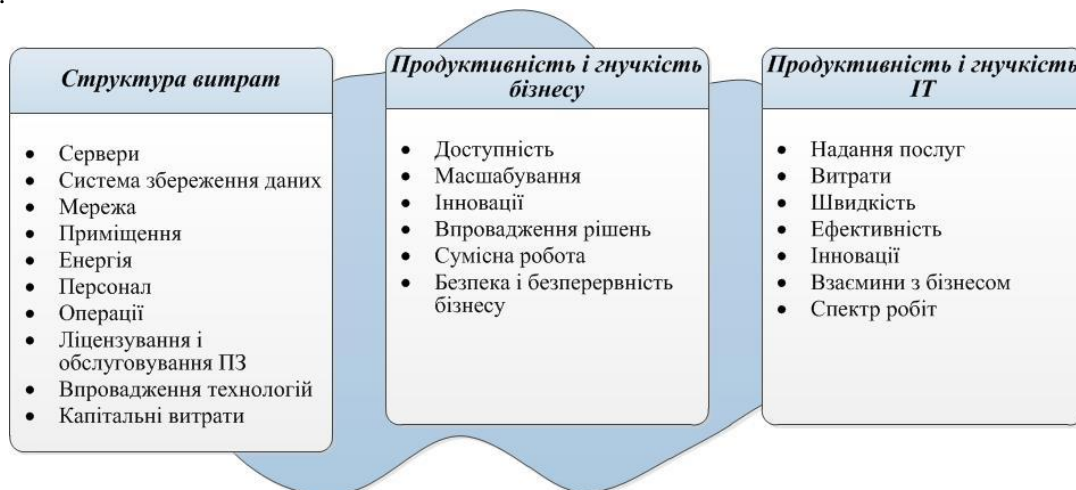 Структура витрат
• Сервери
• Система збереження даних
• Мережа
• Приміщення
• Енергія
• Персонал
• Операції
• Ліцензування і
обслуговування ПЗ
• Впровадження технологій
• Капітальні витрати
Продуктивність і гнучкість
бізнесу
• Доступність
• Масшабування
• Інновації
• Впровадження рішень
• Сумісна робота
• Безпека і безперервність
бізнесу
Продуктивність і гнучкість
ІТ
• Надання послуг
• Витрати
• Швидкість
• Ефективність
• Інновації
• Взаємини з бізнесом
• Спектр робіт